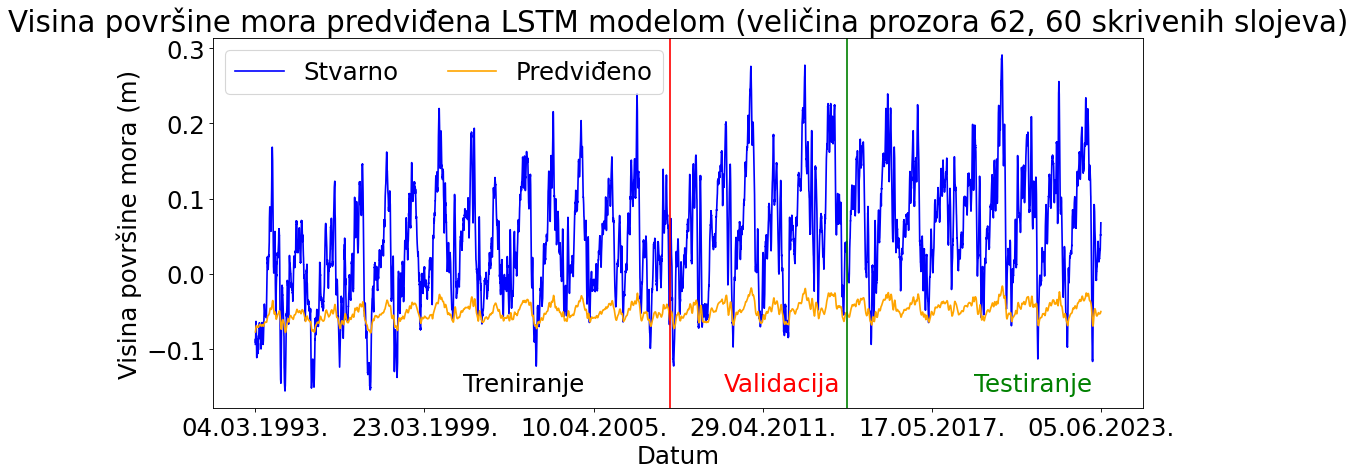 Visina površine mora predviđena LSTM modelom (veličina prozora 62, 60 skrivenih slojeva)
Stvarno
Predviđeno
Visina površine mora (m)
0.3
0.2
0.1
0.0
−0.1
Treniranje
Validacija
Testiranje
04.03.1993.
23.03.1999.
10.04.2005.
29.04.2011.
17.05.2017.
05.06.2023.
Datum